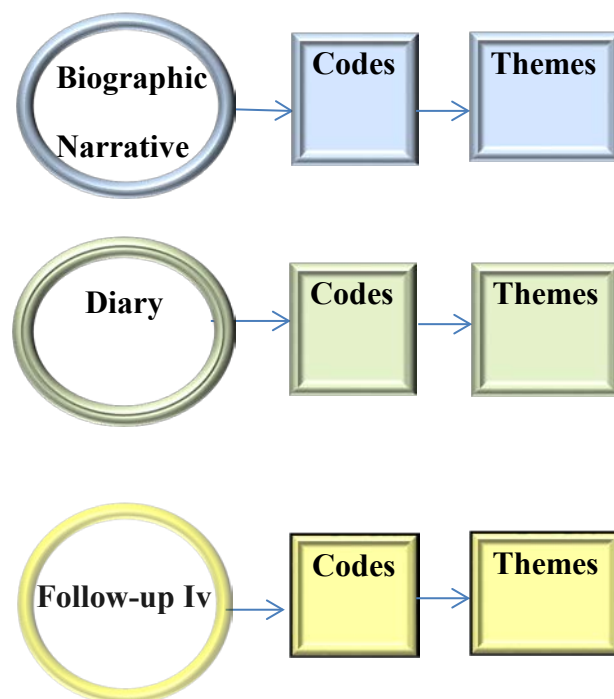 Biographic
Narrative
Codes
Themes
Diary
Codes
Themes
Follow-up Iv
Codes
Themes